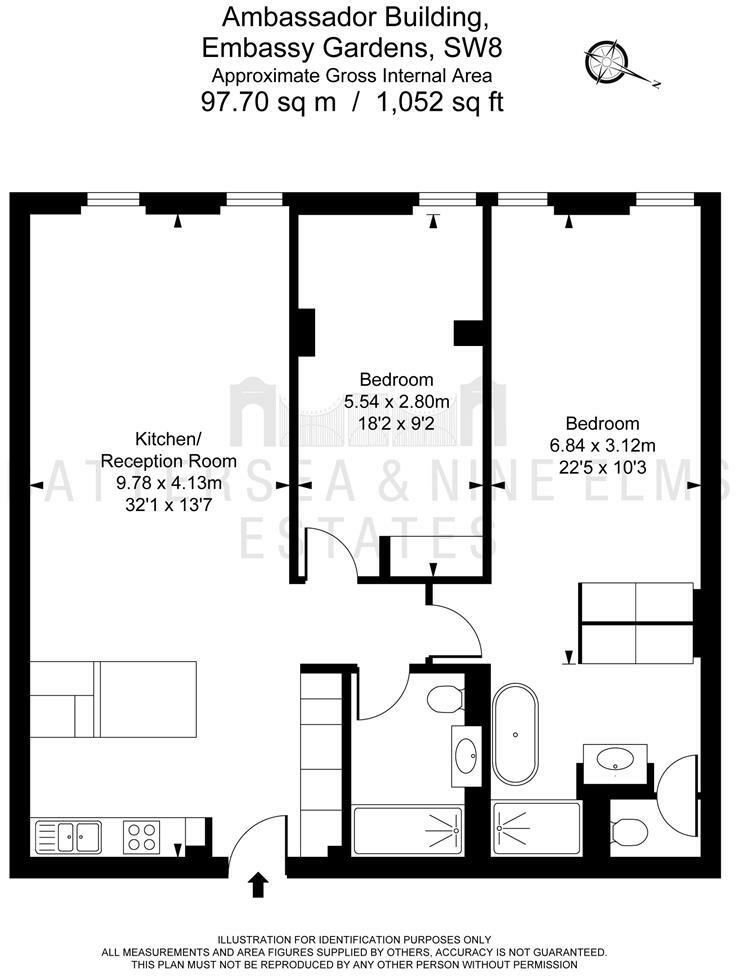 Ambassador Building,
Embassy Gardens, SW8
Approximate Gross Internal Area
97.70 sq m / 1,052 sq ft
N
Bedroom
5.54 x 2.80m
18'2 x 9'2
Bedroom
6.84 x 3.12m
22'5 x 10'3
Kitchen/
Reception Room
9.78 x 4.13m
32'1 x 13'7
BATTERSEA & NINE ELMS
ESTATES
ILLUSTRATION FOR IDENTIFICATION PURPOSES ONLY
ALL MEASUREMENTS AND AREA FIGURES SUPPLIED BY OTHERS, ACCURACY IS NOT GUARANTEED.
THIS PLAN MUST NOT BE REPRODUCED BY ANY OTHER PERSON WITHOUT PERMISSION